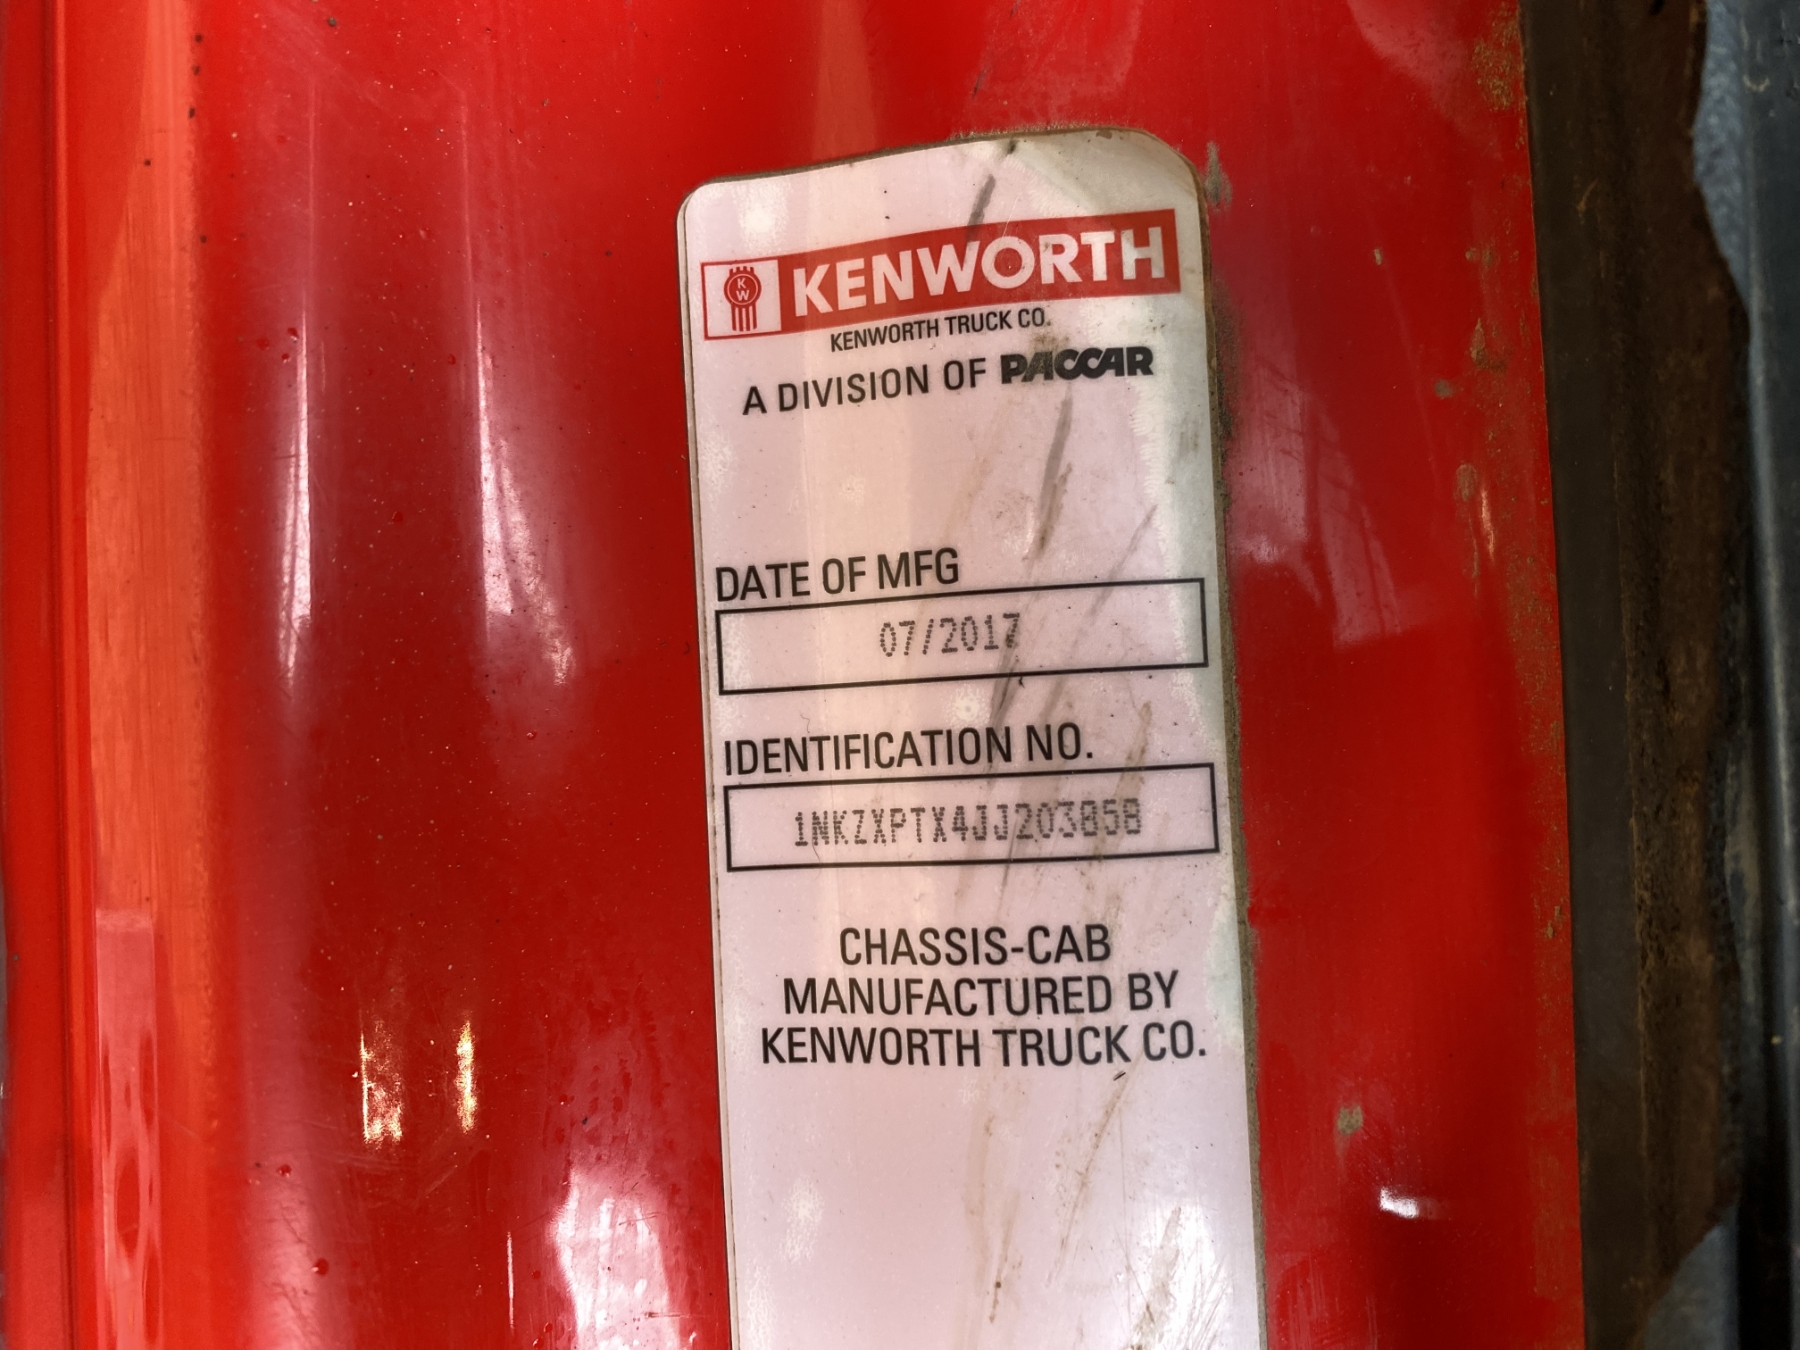 KW KENWORTH
KENWORTH TRUCK CO.
A DIVISION OF PACCAR
DATE OF MFG
07/2017
IDENTIFICATION NO.
1NKZXPTX4JJ203858
CHASSIS-CAB
MANUFACTURED BY
KENWORTH TRUCK CO.